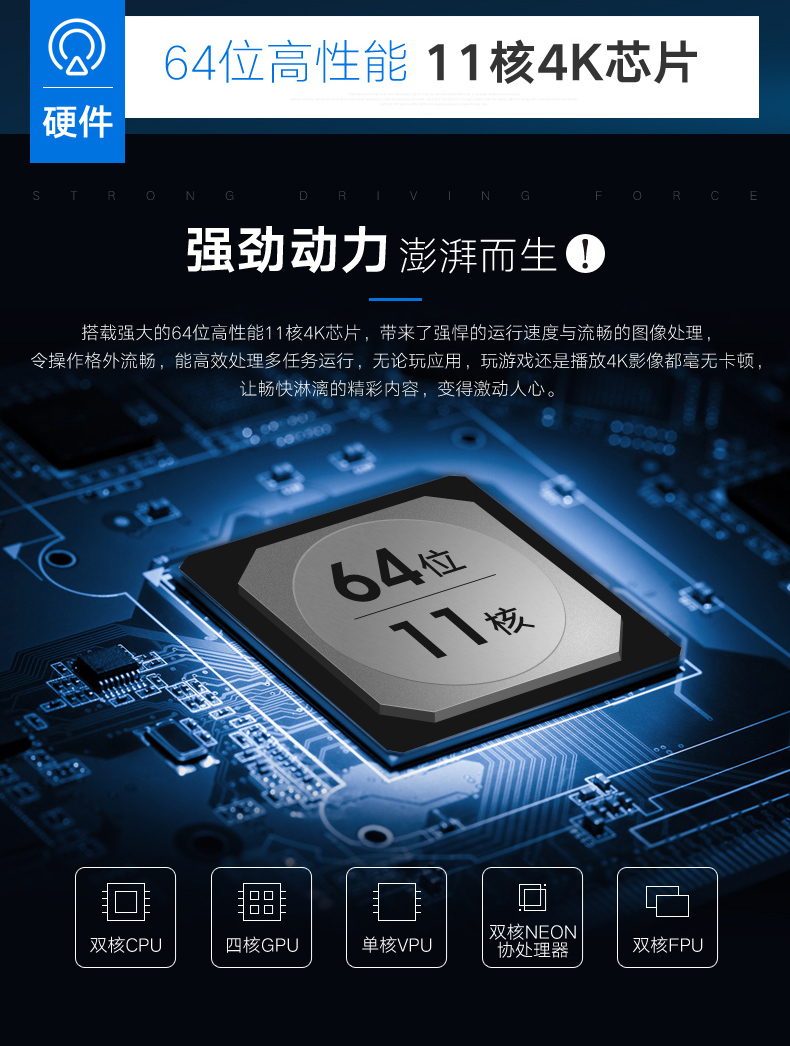 硬件
64位高性能 11核4K芯片
STRONG DRIVING FORCE
强劲动力 澎湃而生!
搭载强大的64位高性能11核4K芯片，带来了强悍的运行速度与流畅的图像处理，
令操作格外流畅，能高效处理多任务运行，无论玩应用，玩游戏还是播放4K影像都毫无卡顿，
让畅快淋漓的精彩内容，变得激动人心。
64位
11核
双核CPU
四核GPU
单核VPU
双核NEON
协处理器
双核FPU